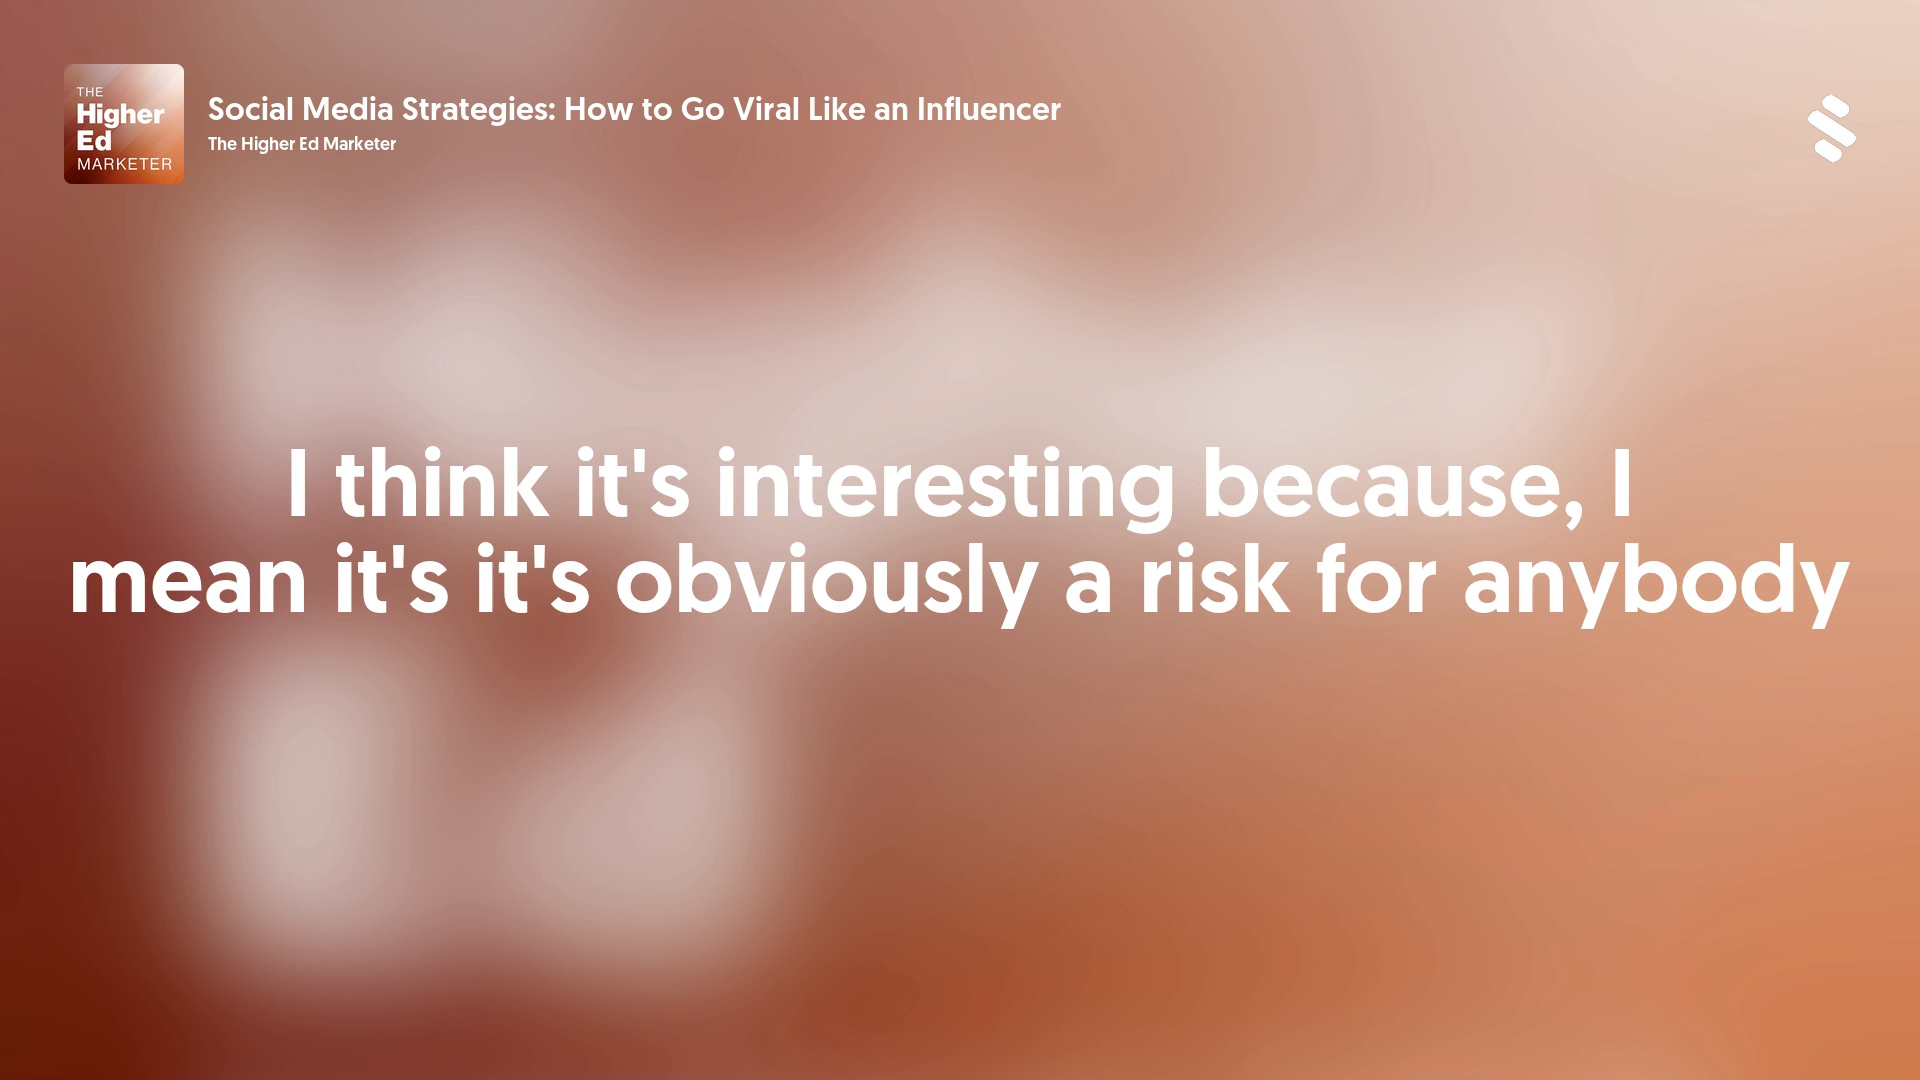 THE
Higher
Ed
MARKETER
Social Media Strategies: How to Go Viral Like an Influencer
The Higher Ed Marketer
I think it's interesting because, I
mean it's it's obviously a risk for anybody